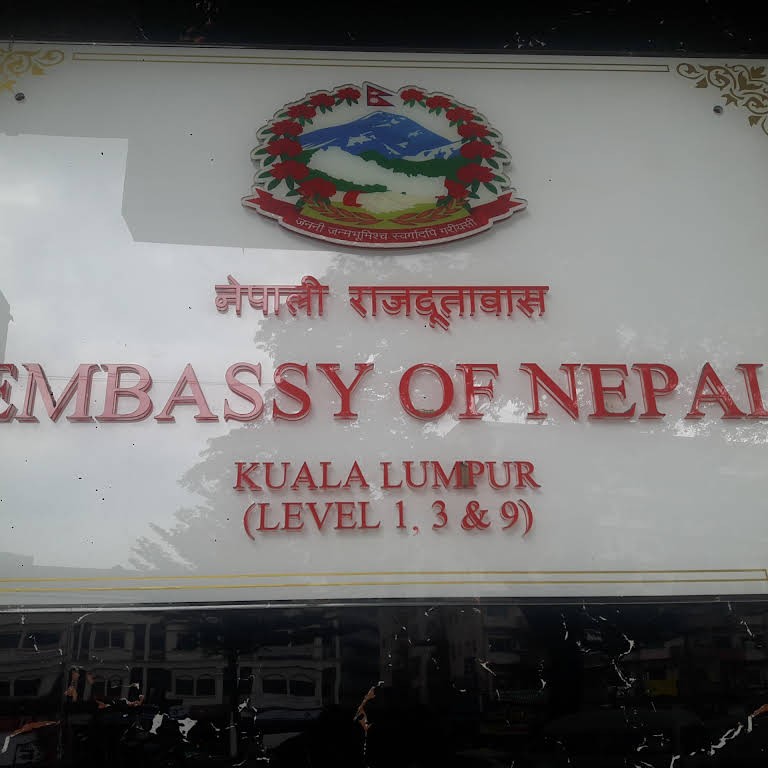 जननी जन्मभूमिश्च स्वर्गादपि गरीयसी
नेपाली राजदूतावास
EMBASSY OF NEPAL
KUALA LUMPUR
(LEVEL 1, 3 & 9)